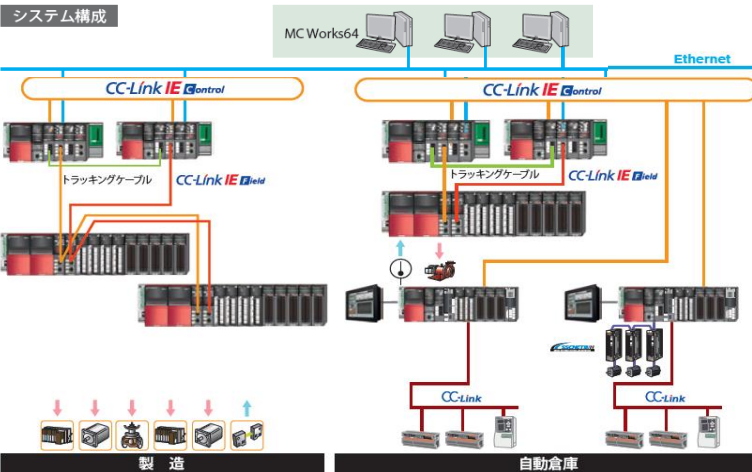 システム構成
MC Works64
Ethernet
CC-Link IE Control
CC-Link IE Control
トラッキングケーブル
CC-Link IE Field
トラッキングケーブル
CC-Link IE Field
SSCNETⅢ/H
CC-Link
CC-Link
製 造
自動倉庫